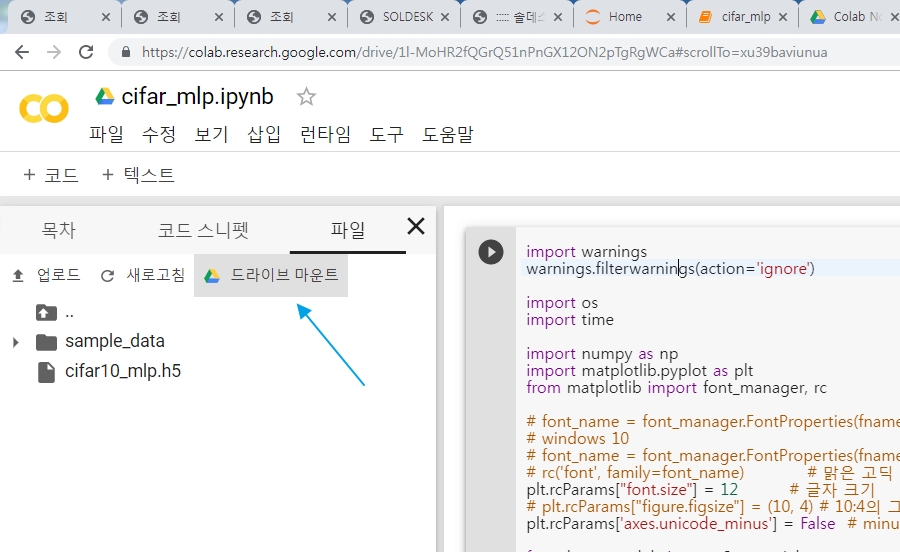 조회
조회
조회
SOLDESK
::::: 솔데스
Home
cifar_mlp
Colab No
https://colab.research.google.com/drive/1l-MoHR2fQGrQ51nPnGX12ON2pTgRgWCa#scrollTo=xu39baviunua
cifar_mlp.ipynb
파일 수정 보기 삽입 런타임 도구 도움말
+ 코드 + 텍스트
목차 코드 스니펫 파일
업로드 새로고침 드라이브 마운트
..
sample_data
cifar10_mlp.h5
import warnings
warnings.filterwarnings(action='ignore')
import os
import time
import numpy as np
import matplotlib.pyplot as plt
from matplotlib import font_manager, rc
# font_name = font_manager.FontProperties(fname
# windows 10
# font_name = font_manager.FontProperties(fname
# rc('font', family=font_name) # 맑은 고딕
plt.rcParams["font.size"] = 12 # 글자 크기
# plt.rcParams["figure.figsize"] = (10, 4) # 10:4의 그
plt.rcParams['axes.unicode_minus'] = False # minu